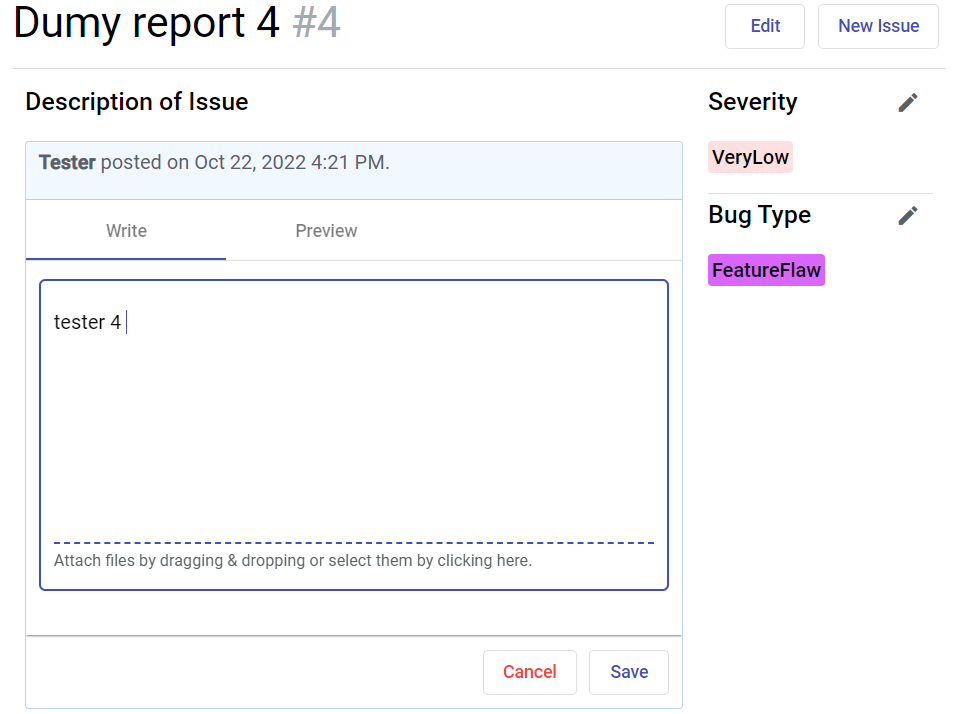 Dumy report 4 #4
Edit
New Issue
Description of Issue
Tester posted on Oct 22, 2022 4:21 PM.
Write
Preview
tester 4
Attach files by dragging & dropping or select them by clicking here.
Cancel
Save
Severity
VeryLow
Bug Type
FeatureFlaw